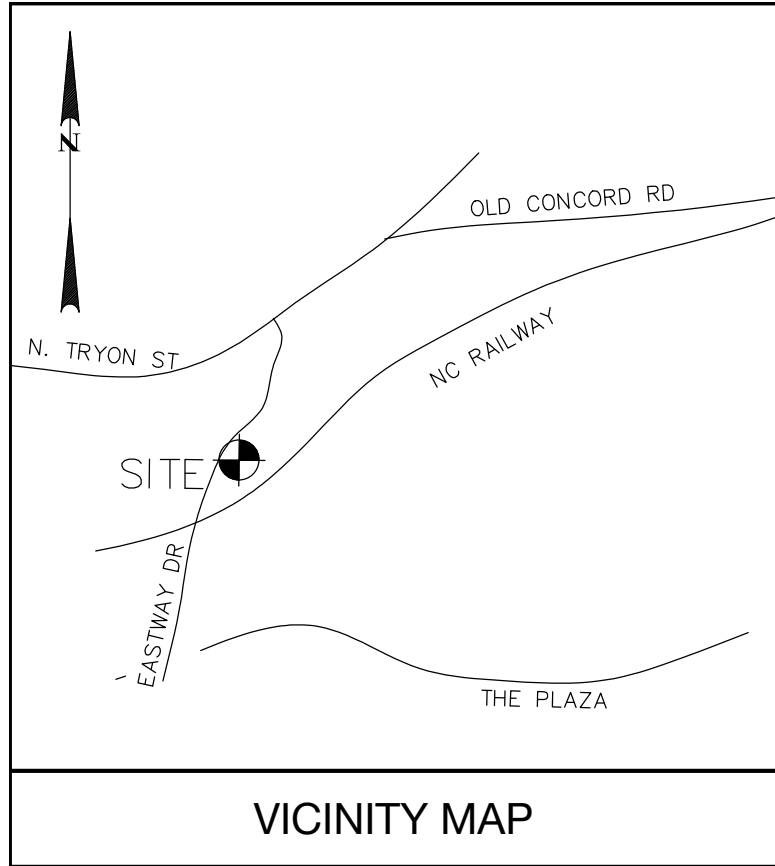 N
OLD CONCORD RD
N. TRYON ST
NC RAILWAY
SITE
EASTWAY DR
THE PLAZA
VICINITY MAP